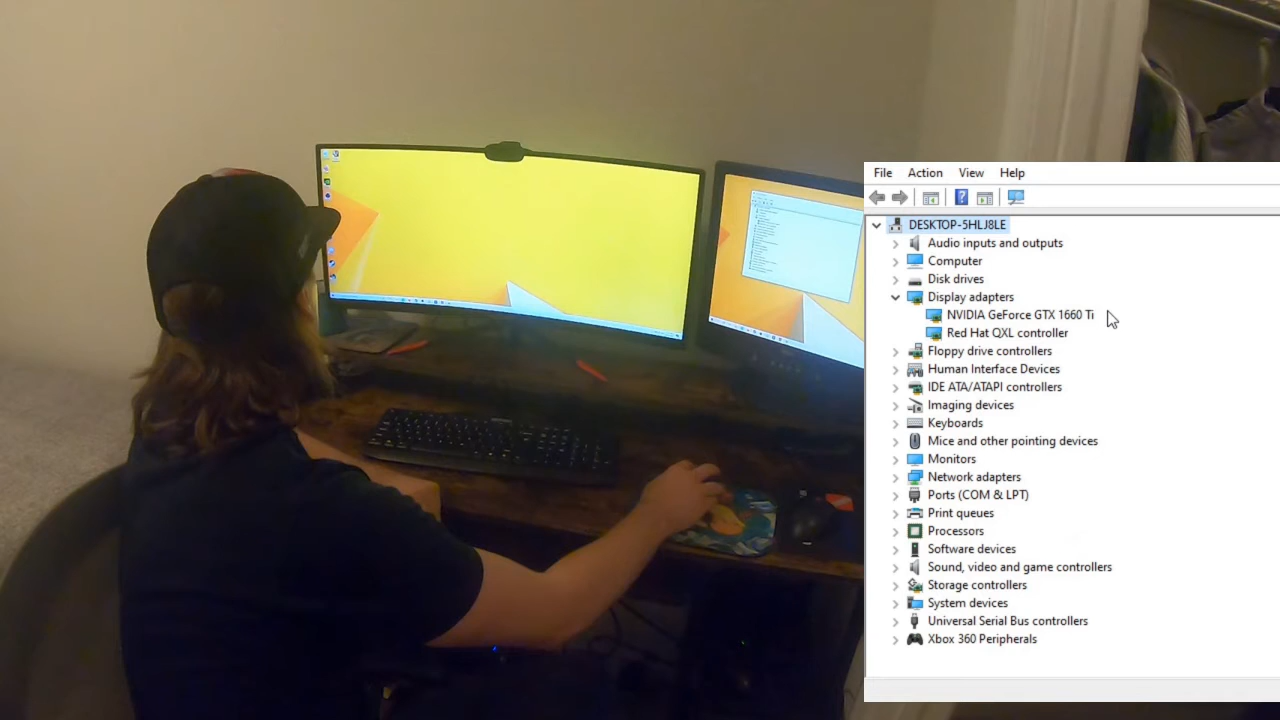 File Action View Help
DESKTOP-5HLJ8LE
Audio inputs and outputs
Computer
Disk drives
Display adapters
NVIDIA GeForce GTX 1660 Ti
Red Hat QXL controller
Floppy drive controllers
Human Interface Devices
IDE ATA/ATAPI controllers
Imaging devices
Keyboards
Mice and other pointing devices
Monitors
Network adapters
Ports (COM & LPT)
Print queues
Processors
Software devices
Sound, video and game controllers
Storage controllers
System devices
Universal Serial Bus controllers
Xbox 360 Peripherals